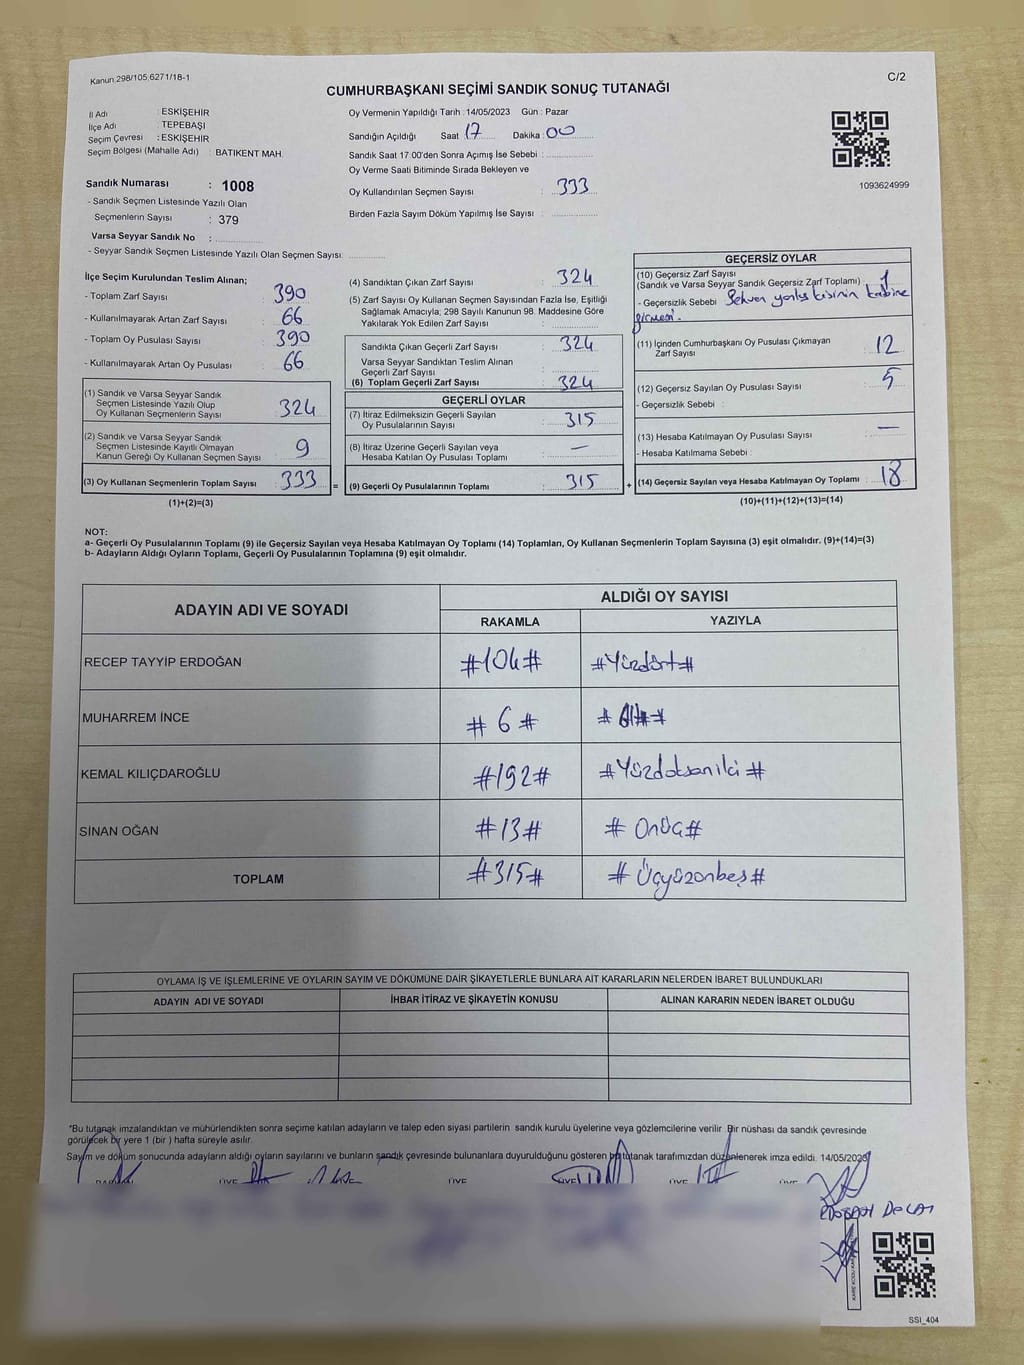 Kanun 298/105,6271/18-1
C/2
CUMHURBAŞKANI SEÇİMİ SANDIK SONUÇ TUTANAĞI
İl Adı : ESKİŞEHİR
İlçe Adı : TEPEBAŞI
Seçim Çevresi : ESKİŞEHİR
Seçim Bölgesi (Mahalle Adı) : BATIKENT MAH.
Sandık Numarası : 1008
- Sandık Seçmen Listesinde Yazılı Olan
Seçmenlerin Sayısı : 379
Varsa Seyyar Sandık No :
- Seyyar Sandık Seçmen Listesinde Yazılı Olan Seçmen Sayısı:
Oy Vermenin Yapıldığı Tarih : 14/05/2023 Gün : Pazar
Sandığın Açıldığı Saat 17 Dakika : 00
Sandık Saat 17:00'den Sonra Açımış İse Sebebi :
Oy Verme Saati Bitiminde Sırada Bekleyen ve
Oy Kullandırılan Seçmen Sayısı : 333
Birden Fazla Sayım Döküm Yapılmış İse Sayısı :
1093624999
İlçe Seçim Kurulundan Teslim Alınan;
- Toplam Zarf Sayısı : 390
- Kullanılmayarak Artan Zarf Sayısı : 66
- Toplam Oy Pusulası Sayısı : 390
- Kullanılmayarak Artan Oy Pusulası : 66
(1) Sandık ve Varsa Seyyar Sandık
Seçmen Listesinde Yazılı Olup
Oy Kullanan Seçmenlerin Sayısı : 324
(2) Sandık ve Varsa Seyyar Sandık
Seçmen Listesinde Kayıtlı Olmayan
Kanun Gereği Oy Kullanan Seçmen Sayısı : 9
(3) Oy Kullanan Seçmenlerin Toplam Sayısı : 333 =
(1)+(2)=(3)
(4) Sandıktan Çıkan Zarf Sayısı : 324
(5) Zarf Sayısı Oy Kullanan Seçmen Sayısından Fazla İse, Eşitliği
Sağlamak Amacıyla; 298 Sayılı Kanunun 98. Maddesine Göre
Yakılarak Yok Edilen Zarf Sayısı :
Sandıkta Çıkan Geçerli Zarf Sayısı : 324
Varsa Seyyar Sandıktan Teslim Alınan
Geçerli Zarf Sayısı :
(6) Toplam Geçerli Zarf Sayısı : 324
GEÇERLİ OYLAR
(7) İtiraz Edilmeksizin Geçerli Sayılan
Oy Pusulalarının Sayısı : 315
(8) İtiraz Üzerine Geçerli Sayılan veya
Hesaba Katılan Oy Pusulası Toplamı : —
(9) Geçerli Oy Pusulalarının Toplamı : 315 +
GEÇERSİZ OYLAR
(10) Geçersiz Zarf Sayısı
(Sandık ve Varsa Seyyar Sandık Geçersiz Zarf Toplamı) : 1
- Geçersizlik Sebebi : Sehven yanlış kişinin kabine
girmesi.
(11) İçinden Cumhurbaşkanı Oy Pusulası Çıkmayan
Zarf Sayısı : 12
(12) Geçersiz Sayılan Oy Pusulası Sayısı : 5
- Geçersizlik Sebebi :
(13) Hesaba Katılmayan Oy Pusulası Sayısı : —
- Hesaba Katılmama Sebebi :
(14) Geçersiz Sayılan veya Hesaba Katılmayan Oy Toplamı : 18
(10)+(11)+(12)+(13)=(14)
NOT:
a- Geçerli Oy Pusulalarının Toplamı (9) ile Geçersiz Sayılan veya Hesaba Katılmayan Oy Toplamı (14) Toplamları, Oy Kullanan Seçmenlerin Toplam Sayısına (3) eşit olmalıdır. (9)+(14)=(3)
b- Adayların Aldığı Oyların Toplamı, Geçerli Oy Pusulalarının Toplamına (9) eşit olmalıdır.
ADAYIN ADI VE SOYADI ALDIĞI OY SAYISI
RAKAMLA YAZIYLA
RECEP TAYYİP ERDOĞAN #104# #Yüzdört#
MUHARREM İNCE # 6 # # Altı #
KEMAL KILIÇDAROĞLU #192# #Yüzdoksaniki #
SİNAN OĞAN #13# # Onüç#
TOPLAM #315# # Üçyüzonbeş#
OYLAMA İŞ VE İŞLEMLERİNE VE OYLARIN SAYIM VE DÖKÜMÜNE DAİR ŞİKAYETLERLE BUNLARA AİT KARARLARIN NELERDEN İBARET BULUNDUKLARI
ADAYIN ADI VE SOYADI İHBAR İTİRAZ VE ŞİKAYETİN KONUSU ALINAN KARARIN NEDEN İBARET OLDUĞU
*Bu tutanak imzalandıktan ve mühürlendikten sonra seçime katılan adayların ve talep eden siyasi partilerin sandık kurulu üyelerine veya gözlemcilerine verilir. Bir nüshası da sandık çevresinde
görülecek bir yere 1 (bir ) hafta süreyle asılır.
Sayım ve döküm sonucunda adayların aldığı oyların sayılarını ve bunların sandık çevresinde bulunanlara duyurulduğunu gösteren bu tutanak tarafımızdan düzenlenerek imza edildi. 14/05/2023
ÜYE ÜYE ÜYE ÜYE ÜYE
SSİ_404